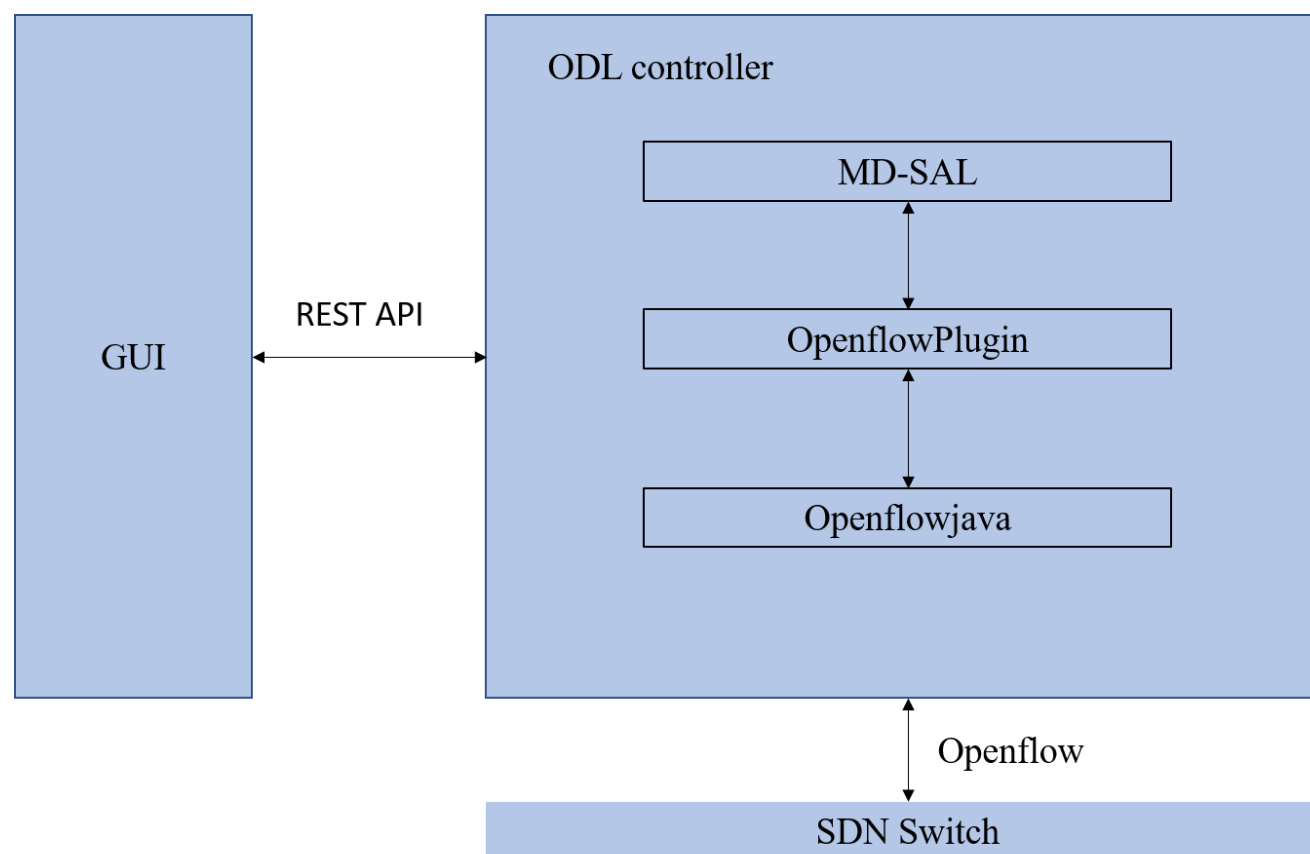 ODL controller
MD-SAL
REST API
OpenflowPlugin
GUI
Openflowjava
Openflow
SDN Switch